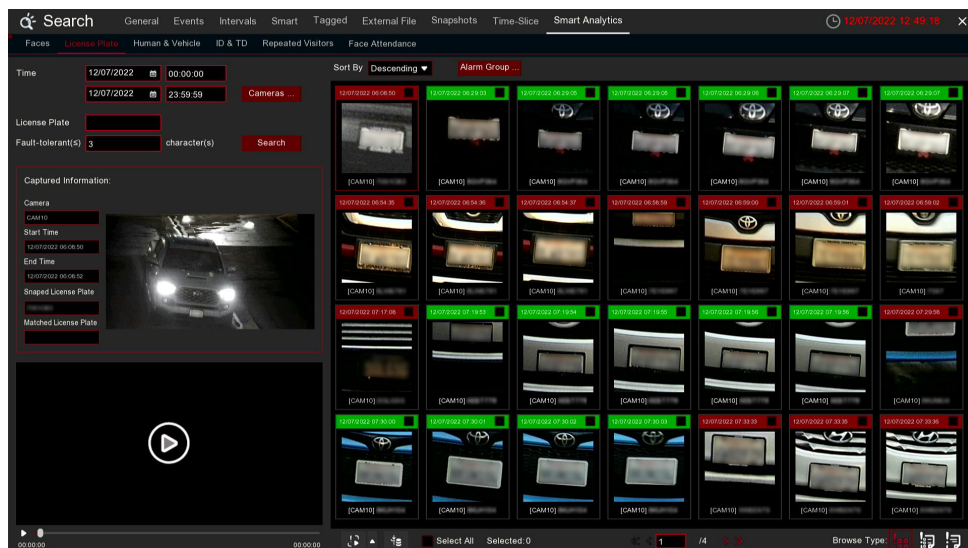 Search General Events Intervals Smart Tagged External File Snapshots Time-Slice Smart Analytics 12/07/2022 12:49:18
Faces License Plate Human & Vehicle ID & TD Repeated Visitors Face Attendance
Time 12/07/2022 00:00:00
12/07/2022 23:59:59 Cameras ...
License Plate
Fault-tolerant(≤) 3 character(s) Search
Captured Information:
Camera
CAM10
Start Time
12/07/2022 06:08:50
End Time
12/07/2022 06:08:52
Snaped License Plate
Matched License Plate
00:00:00 00:00:00
Sort By Descending Alarm Group ...
12/07/2022 06:08:50 12/07/2022 06:29:03 12/07/2022 06:29:05 12/07/2022 06:29:05 12/07/2022 06:29:06 12/07/2022 06:29:07 12/07/2022 06:29:07
[CAM10] [CAM10] [CAM10] [CAM10] [CAM10] [CAM10] [CAM10]
12/07/2022 06:54:35 12/07/2022 06:54:36 12/07/2022 06:54:37 12/07/2022 06:58:59 12/07/2022 06:59:00 12/07/2022 06:59:01 12/07/2022 06:59:02
[CAM10] [CAM10] [CAM10] [CAM10] [CAM10] [CAM10] [CAM10]
12/07/2022 07:17:08 12/07/2022 07:19:53 12/07/2022 07:19:54 12/07/2022 07:19:55 12/07/2022 07:19:56 12/07/2022 07:19:56 12/07/2022 07:29:58
[CAM10] [CAM10] [CAM10] [CAM10] [CAM10] [CAM10] [CAM10]
12/07/2022 07:30:00 12/07/2022 07:30:01 12/07/2022 07:30:02 12/07/2022 07:30:03 12/07/2022 07:33:33 12/07/2022 07:33:35 12/07/2022 07:33:36
[CAM10] [CAM10] [CAM10] [CAM10] [CAM10] [CAM10] [CAM10]
Select All Selected: 0 1 /4 Browse Type: